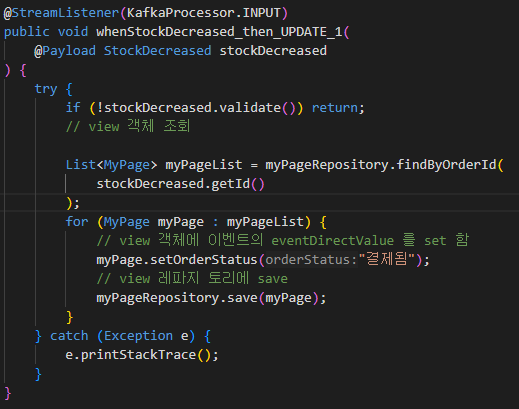 @StreamListener(KafkaProcessor.INPUT)
public void whenStockDecreased_then_UPDATE_1(
    @Payload StockDecreased stockDecreased
) {
    try {
        if (!stockDecreased.validate()) return;
        // view 객체 조회

        List<MyPage> myPageList = myPageRepository.findByOrderId(
            stockDecreased.getId()
        );
        for (MyPage myPage : myPageList) {
            // view 객체에 이벤트의 eventDirectValue 를 set 함
            myPage.setOrderStatus(orderStatus:"결제됨");
            // view 레파지 토리에 save
            myPageRepository.save(myPage);
        }
    } catch (Exception e) {
        e.printStackTrace();
    }
}